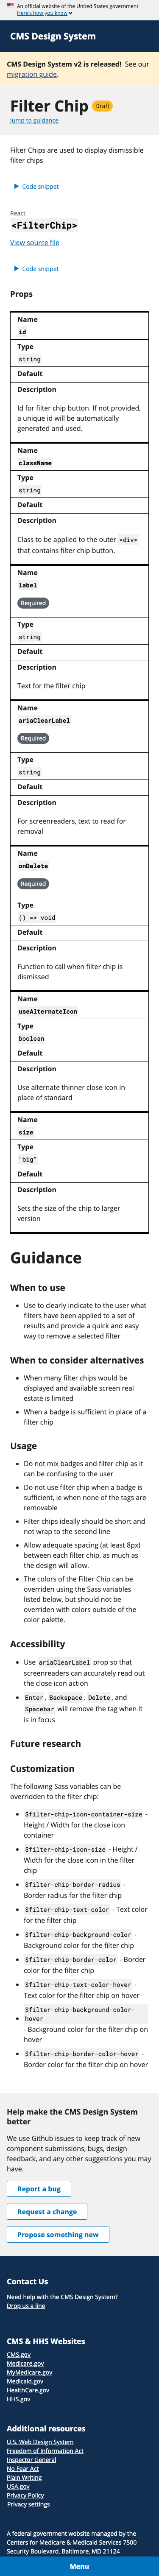 An official website of the United States government
Here's how you know
CMS Design System
CMS Design System v2 is released! See our
migration guide.
Filter Chip Draft
Jump to guidance
Filter Chips are used to display dismissible
filter chips
Code snippet
React
<FilterChip>
View source file
Code snippet
Props
Name
id
Type
string
Default
Description
Id for filter chip button. If not provided,
a unique id will be automatically
generated and used.
Name
className
Type
string
Default
Description
Class to be applied to the outer <div>
that contains filter chip button.
Name
label
Required
Type
string
Default
Description
Text for the filter chip
Name
ariaClearLabel
Required
Type
string
Default
Description
For screenreaders, text to read for
removal
Name
onDelete
Required
Type
() => void
Default
Description
Function to call when filter chip is
dismissed
Name
useAlternateIcon
Type
boolean
Default
Description
Use alternate thinner close icon in
place of standard
Name
size
Type
"big"
Default
Description
Sets the size of the chip to larger
version
Guidance
When to use
Use to clearly indicate to the user what
filters have been applied to a set of
results and provide a quick and easy
way to remove a selected filter
When to consider alternatives
When many filter chips would be
displayed and available screen real
estate is limited
When a badge is sufficient in place of a
filter chip
Usage
Do not mix badges and filter chips as it
can be confusing to the user
Do not use filter chip when a badge is
sufficient, ie when none of the tags are
removable
Filter chips ideally should be short and
not wrap to the second line
Allow adequate spacing (at least 8px)
between each filter chip, as much as
the design will allow.
The colors of the Filter Chip can be
overriden using the Sass variables
listed below, but should not be
overriden with colors outside of the
color palette.
Accessibility
Use ariaClearLabel prop so that
screenreaders can accurately read out
the close icon action
Enter, Backspace, Delete, and
Spacebar will remove the tag when it
is in focus
Future research
Customization
The following Sass variables can be
overridden to the filter chip:
$filter-chip-icon-container-size -
Height / Width for the close icon
container
$filter-chip-icon-size - Height /
Width for the close icon in the filter
chip
$filter-chip-border-radius -
Border radius for the filter chip
$filter-chip-text-color - Text color
for the filter chip
$filter-chip-background-color -
Background color for the filter chip
$filter-chip-border-color - Border
color for the filter chip
$filter-chip-text-color-hover -
Text color for the filter chip on hover
$filter-chip-background-color-
hover
- Background color for the filter chip on
hover
$filter-chip-border-color-hover -
Border color for the filter chip on hover
Help make the CMS Design System
better
We use Github issues to keep track of new
component submissions, bugs, design
feedback, and any other suggestions you may
have.
Report a bug
Request a change
Propose something new
Contact Us
Need help with the CMS Design System?
Drop us a line
CMS & HHS Websites
CMS.gov
Medicare.gov
MyMedicare.gov
Medicaid.gov
HealthCare.gov
HHS.gov
Additional resources
U.S. Web Design System
Freedom of Information Act
Inspector General
No Fear Act
Plain Writing
USA.gov
Privacy Policy
Privacy settings
A federal government website managed by the
Centers for Medicare & Medicaid Services 7500
Security Boulevard, Baltimore, MD 21124
Menu